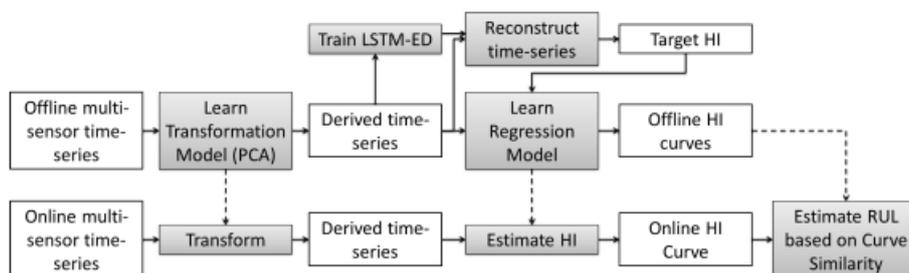 Train LSTM-ED
Reconstruct
time-series
Target HI
Offline multi-
sensor time-
series
Learn
Transformation
Model (PCA)
Derived time-
series
Learn
Regression
Model
Offline HI
curves
Online multi-
sensor time-
series
Transform
Derived time-
series
Estimate HI
Online HI
Curve
Estimate RUL
based on Curve
Similarity